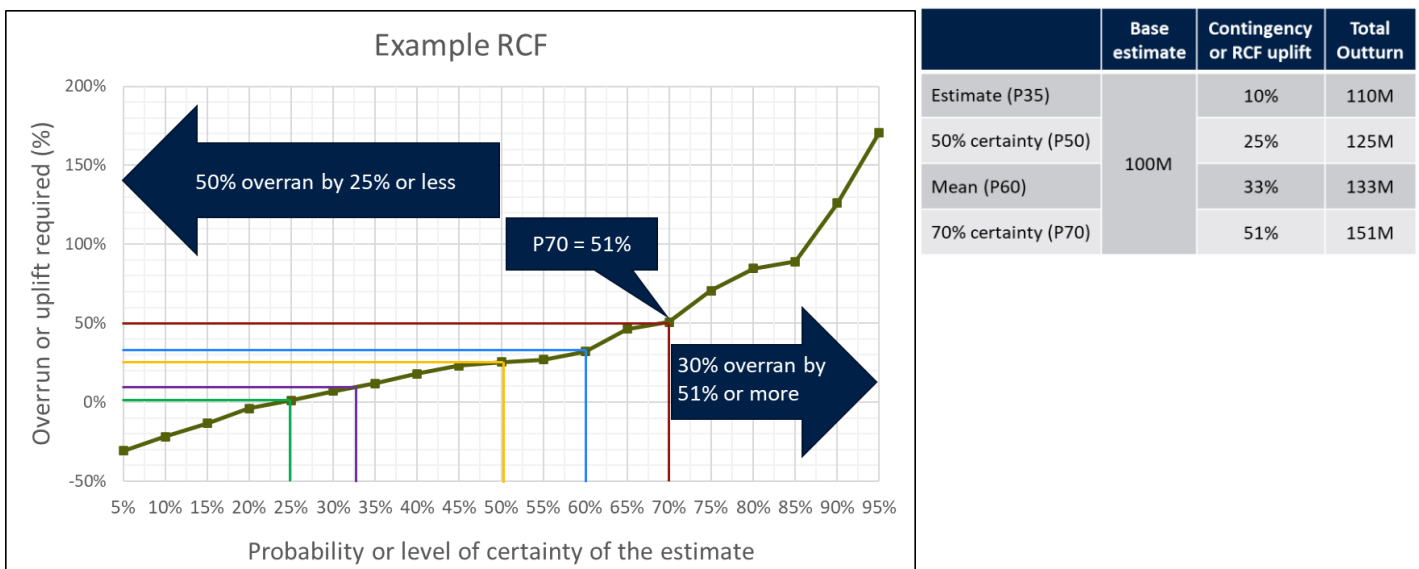 Example RCF
Overrun or uplift required (%)
200%
150%
100%
50%
0%
-50%
50% overran by 25% or less
P70 = 51%
30% overran by
51% or more
5% 10% 15% 20% 25% 30% 35% 40% 45% 50% 55% 60% 65% 70% 75% 80% 85% 90% 95%
Probability or level of certainty of the estimate
Base
estimate
Contingency
or RCF uplift
Total
Outturn
Estimate (P35)
10%
110M
50% certainty (P50)
25%
125M
100M
Mean (P60)
33%
133M
70% certainty (P70)
51%
151M